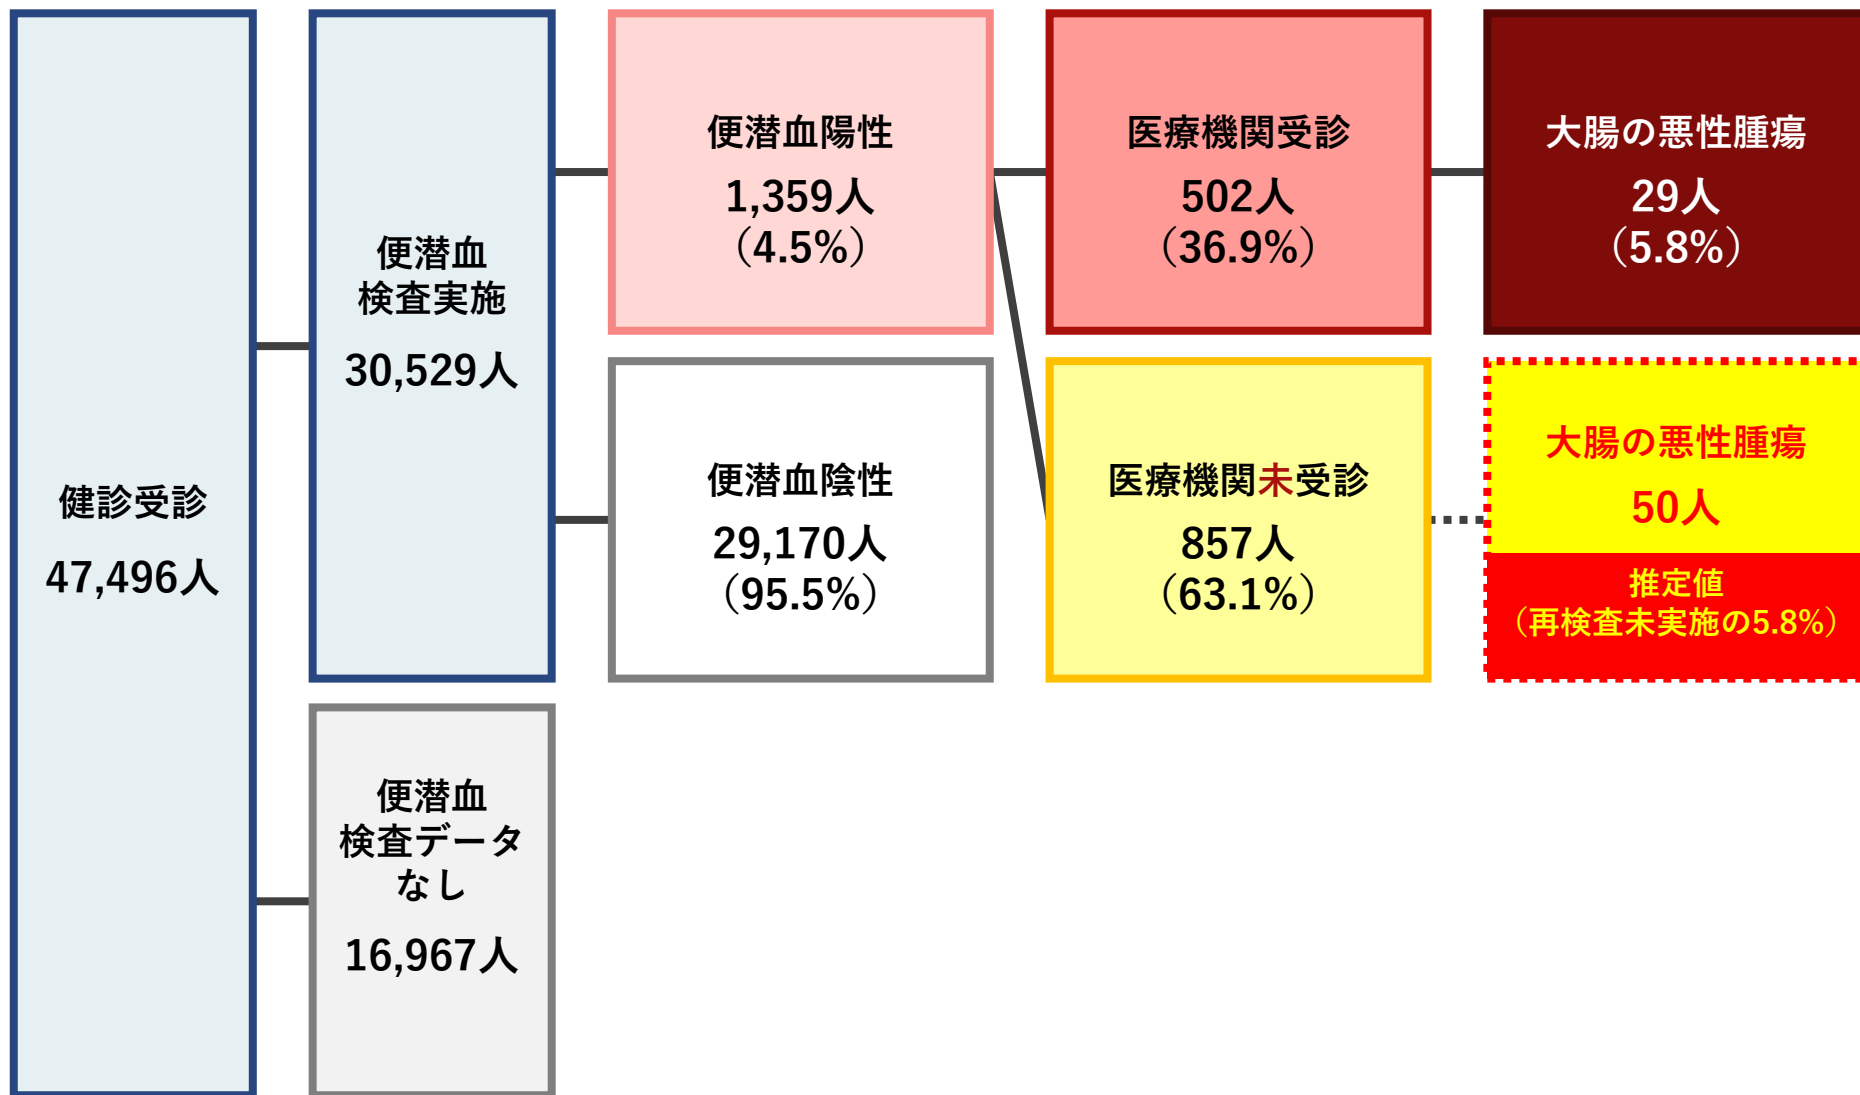 健診受診
47,496人
便潜血
検査実施
30,529人
便潜血陽性
1,359人
（4.5%）
医療機関受診
502人
（36.9%）
大腸の悪性腫瘍
29人
（5.8%）
便潜血陰性
29,170人
（95.5%）
医療機関未受診
857人
（63.1%）
大腸の悪性腫瘍
50人
推定値
（再検査未実施の5.8%）
便潜血
検査データ
なし
16,967人